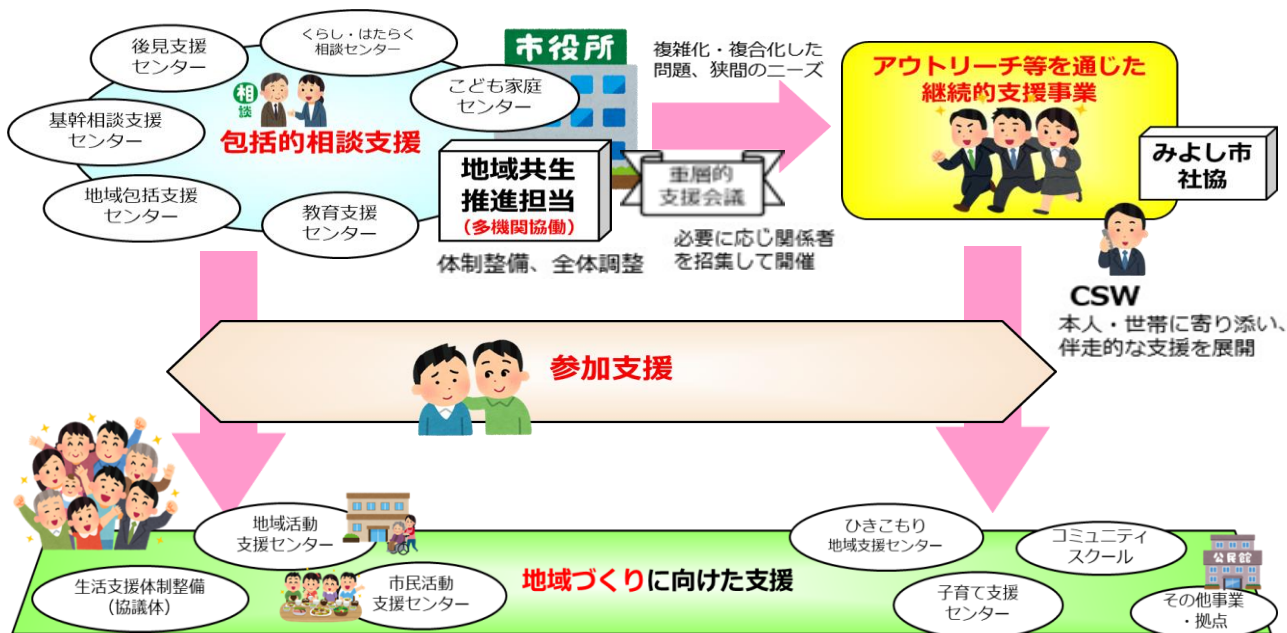 後見支援
センター
くらし・はたらく
相談センター
市役所
こども家庭
センター
基幹相談支援
センター
相
談
包括的相談支援
地域包括支援
センター
教育支援
センター
地域共生
推進担当
(多機関協働)
体制整備、全体調整
複雑化・複合化した
問題、狭間のニーズ
重層的
支援会議
必要に応じ関係者
を招集して開催
アウトリーチ等を通じた
継続的支援事業
みよし市
社協
CSW
本人・世帯に寄り添い、
伴走的な支援を展開
参加支援
地域活動
支援センター
生活支援体制整備
(協議体)
市民活動
支援センター
地域づくりに向けた支援
ひきこもり
地域支援センター
コミュニティ
スクール
子育て支援
センター
公民館
その他事業
・拠点